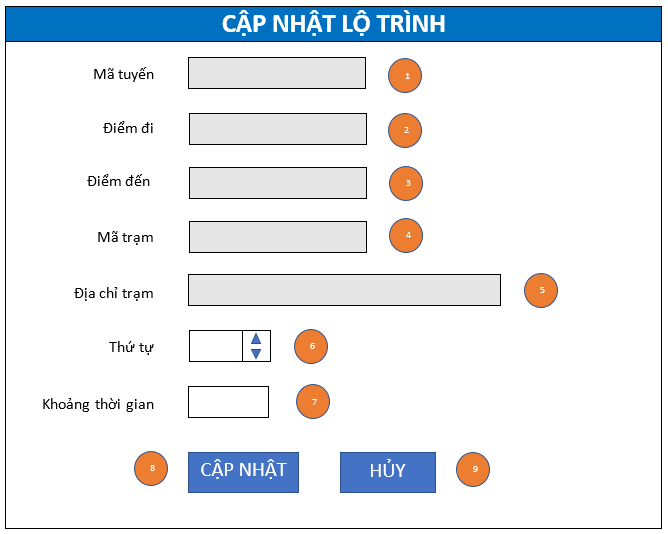 CẬP NHẬT LỘ TRÌNH
Mã tuyến 1
Điểm đi 2
Điểm đến 3
Mã trạm 4
Địa chỉ trạm 5
Thứ tự 6
Khoảng thời gian 7
8 CẬP NHẬT HỦY 9